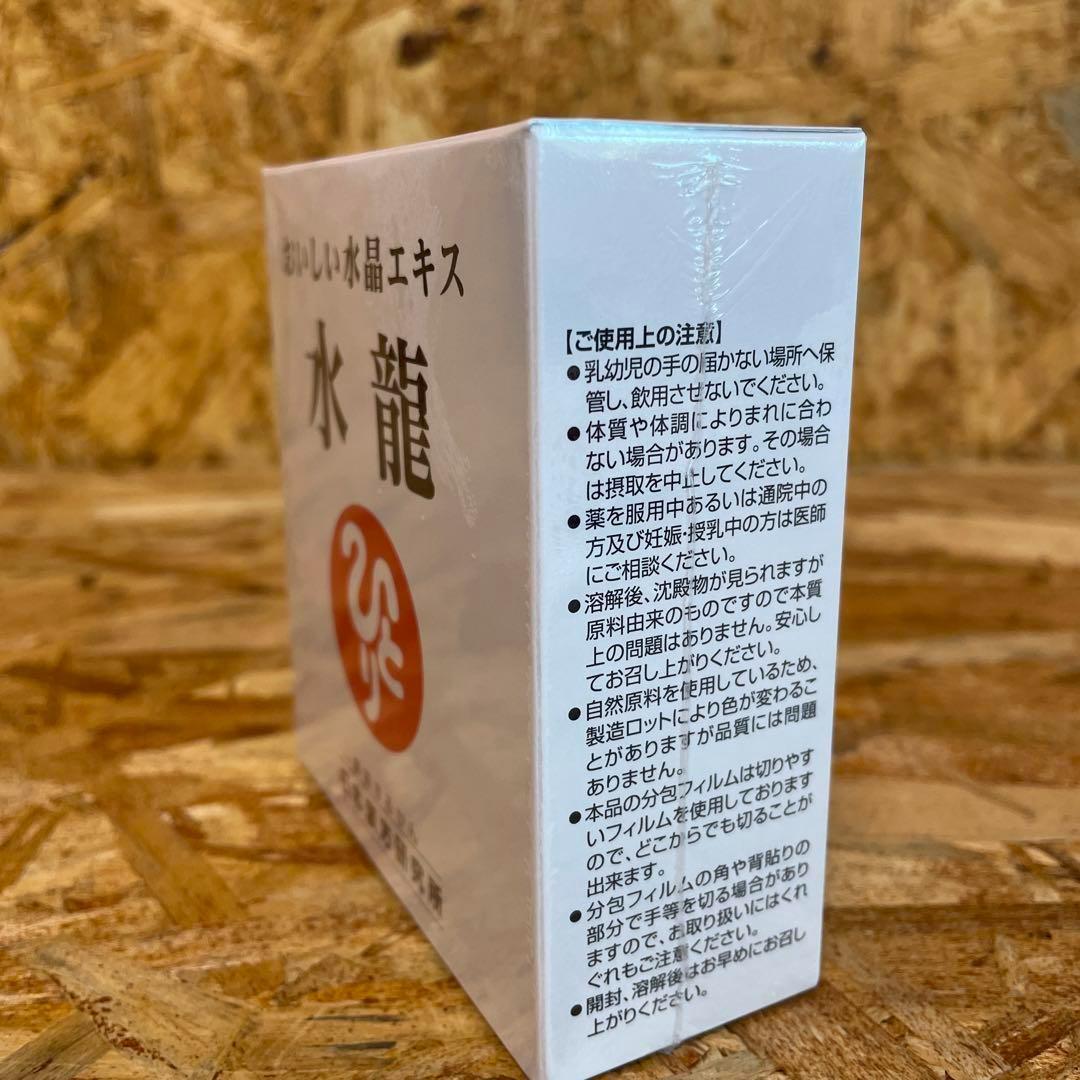 おいしい水晶エキス
水龍
ひとり
【ご使用上の注意】
●乳幼児の手の届かない場所へ保
管し、飲用させないでください。
●体質や体調によりまれに合わ
ない場合があります。その場合
は摂取を中止してください。
●薬を服用中あるいは通院中の
方及び妊娠・授乳中の方は医師
にご相談ください。
●溶解後、沈殿物が見られますが
原料由来のものですので本質
上の問題はありません。安心し
てお召し上がりください。
●自然原料を使用しているため、
製造ロットにより色が変わるこ
とがありますが品質には問題
ありません。
●本品の分包フィルムは切りやす
いフィルムを使用しております
ので、どこからでも切ることが
出来ます。
●分包フィルムの角や背貼りの
部分で手等を切る場合があり
ますので、お取り扱いにはくれ
ぐれもご注意ください。
●開封、溶解後はお早めにお召し
上がりください。